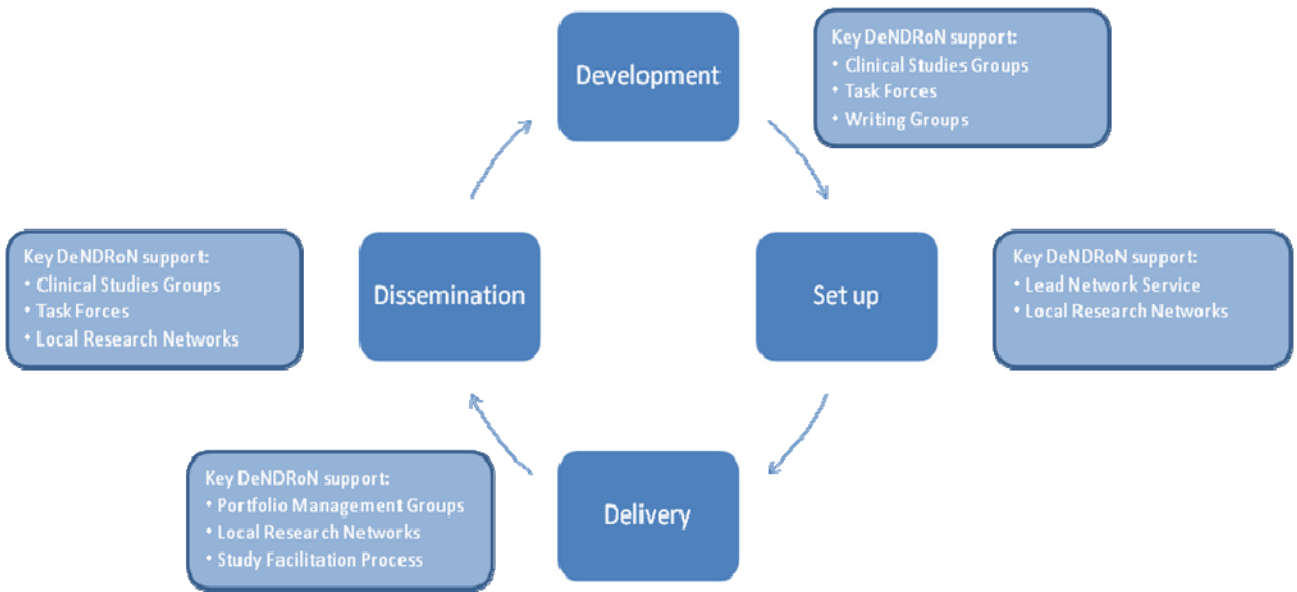 Development
Key DeNDRoN support:
• Clinical Studies Groups
• Task Forces
• Writing Groups
Key DeNDRoN support:
• Clinical Studies Groups
• Task Forces
• Local Research Networks
Dissemination
Set up
Key DeNDRoN support:
• Lead Network Service
• Local Research Networks
Key DeNDRoN support:
• Portfolio Management Groups
• Local Research Networks
• Study Facilitation Process
Delivery